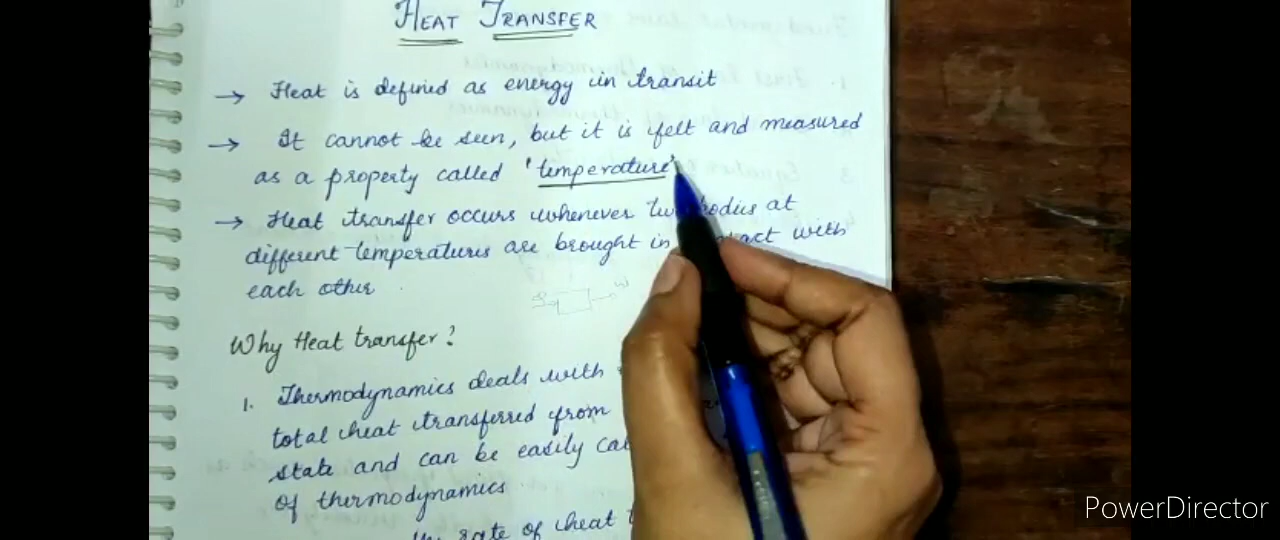 HEAT TRANSFER
→ Heat is defined as energy in transit
→ It cannot be seen, but it is felt and measured
as a property called 'temperature'
→ Heat transfer occurs whenever two bodies at
different temperatures are brought in contact with
each other
Q W
Why Heat transfer?
1. Thermodynamics deals with
total heat transferred from
state and can be easily
of thermodynamics
rate of heat
PowerDirector